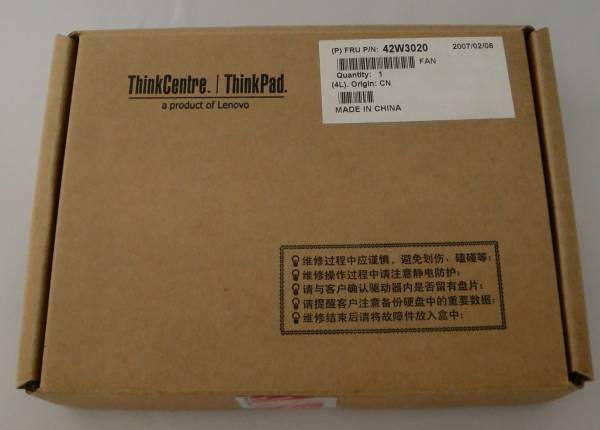 ThinkCentre. | ThinkPad.
a product of Lenovo
(P) FRU P/N: 42W3020 2007/02/08
FAN
Quantity: 1
(4L). Origin: CN
MADE IN CHINA
维修过程中应谨慎，避免划伤、磕碰等；
维修操作过程中请注意静电防护；
请与客户确认驱动器内是否留有盘片；
请提醒客户注意备份硬盘中的重要数据；
维修结束后请将故障件放入盒中；